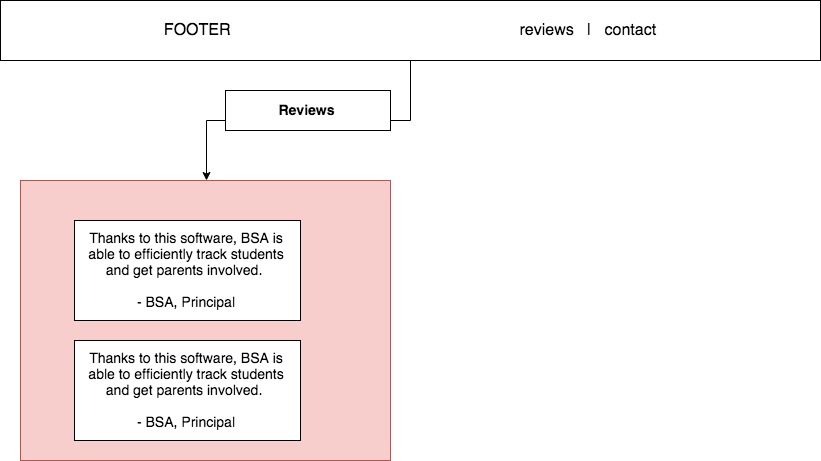 FOOTER reviews | contact
Reviews
Thanks to this software, BSA is
able to efficiently track students
and get parents involved.
- BSA, Principal
Thanks to this software, BSA is
able to efficiently track students
and get parents involved.
- BSA, Principal